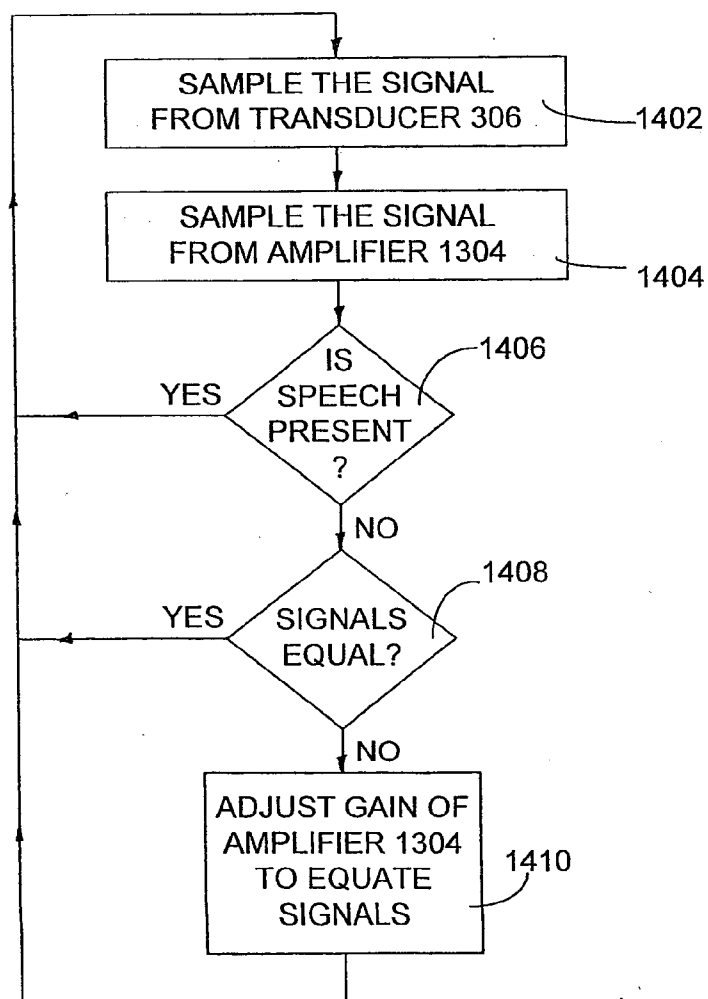 SAMPLE THE SIGNAL
FROM TRANSDUCER 306
1402
SAMPLE THE SIGNAL
FROM AMPLIFIER 1304
1404
IS
SPEECH
PRESENT
?
1406
YES
NO
SIGNALS
EQUAL?
1408
YES
NO
ADJUST GAIN OF
AMPLIFIER 1304
TO EQUATE
SIGNALS
1410